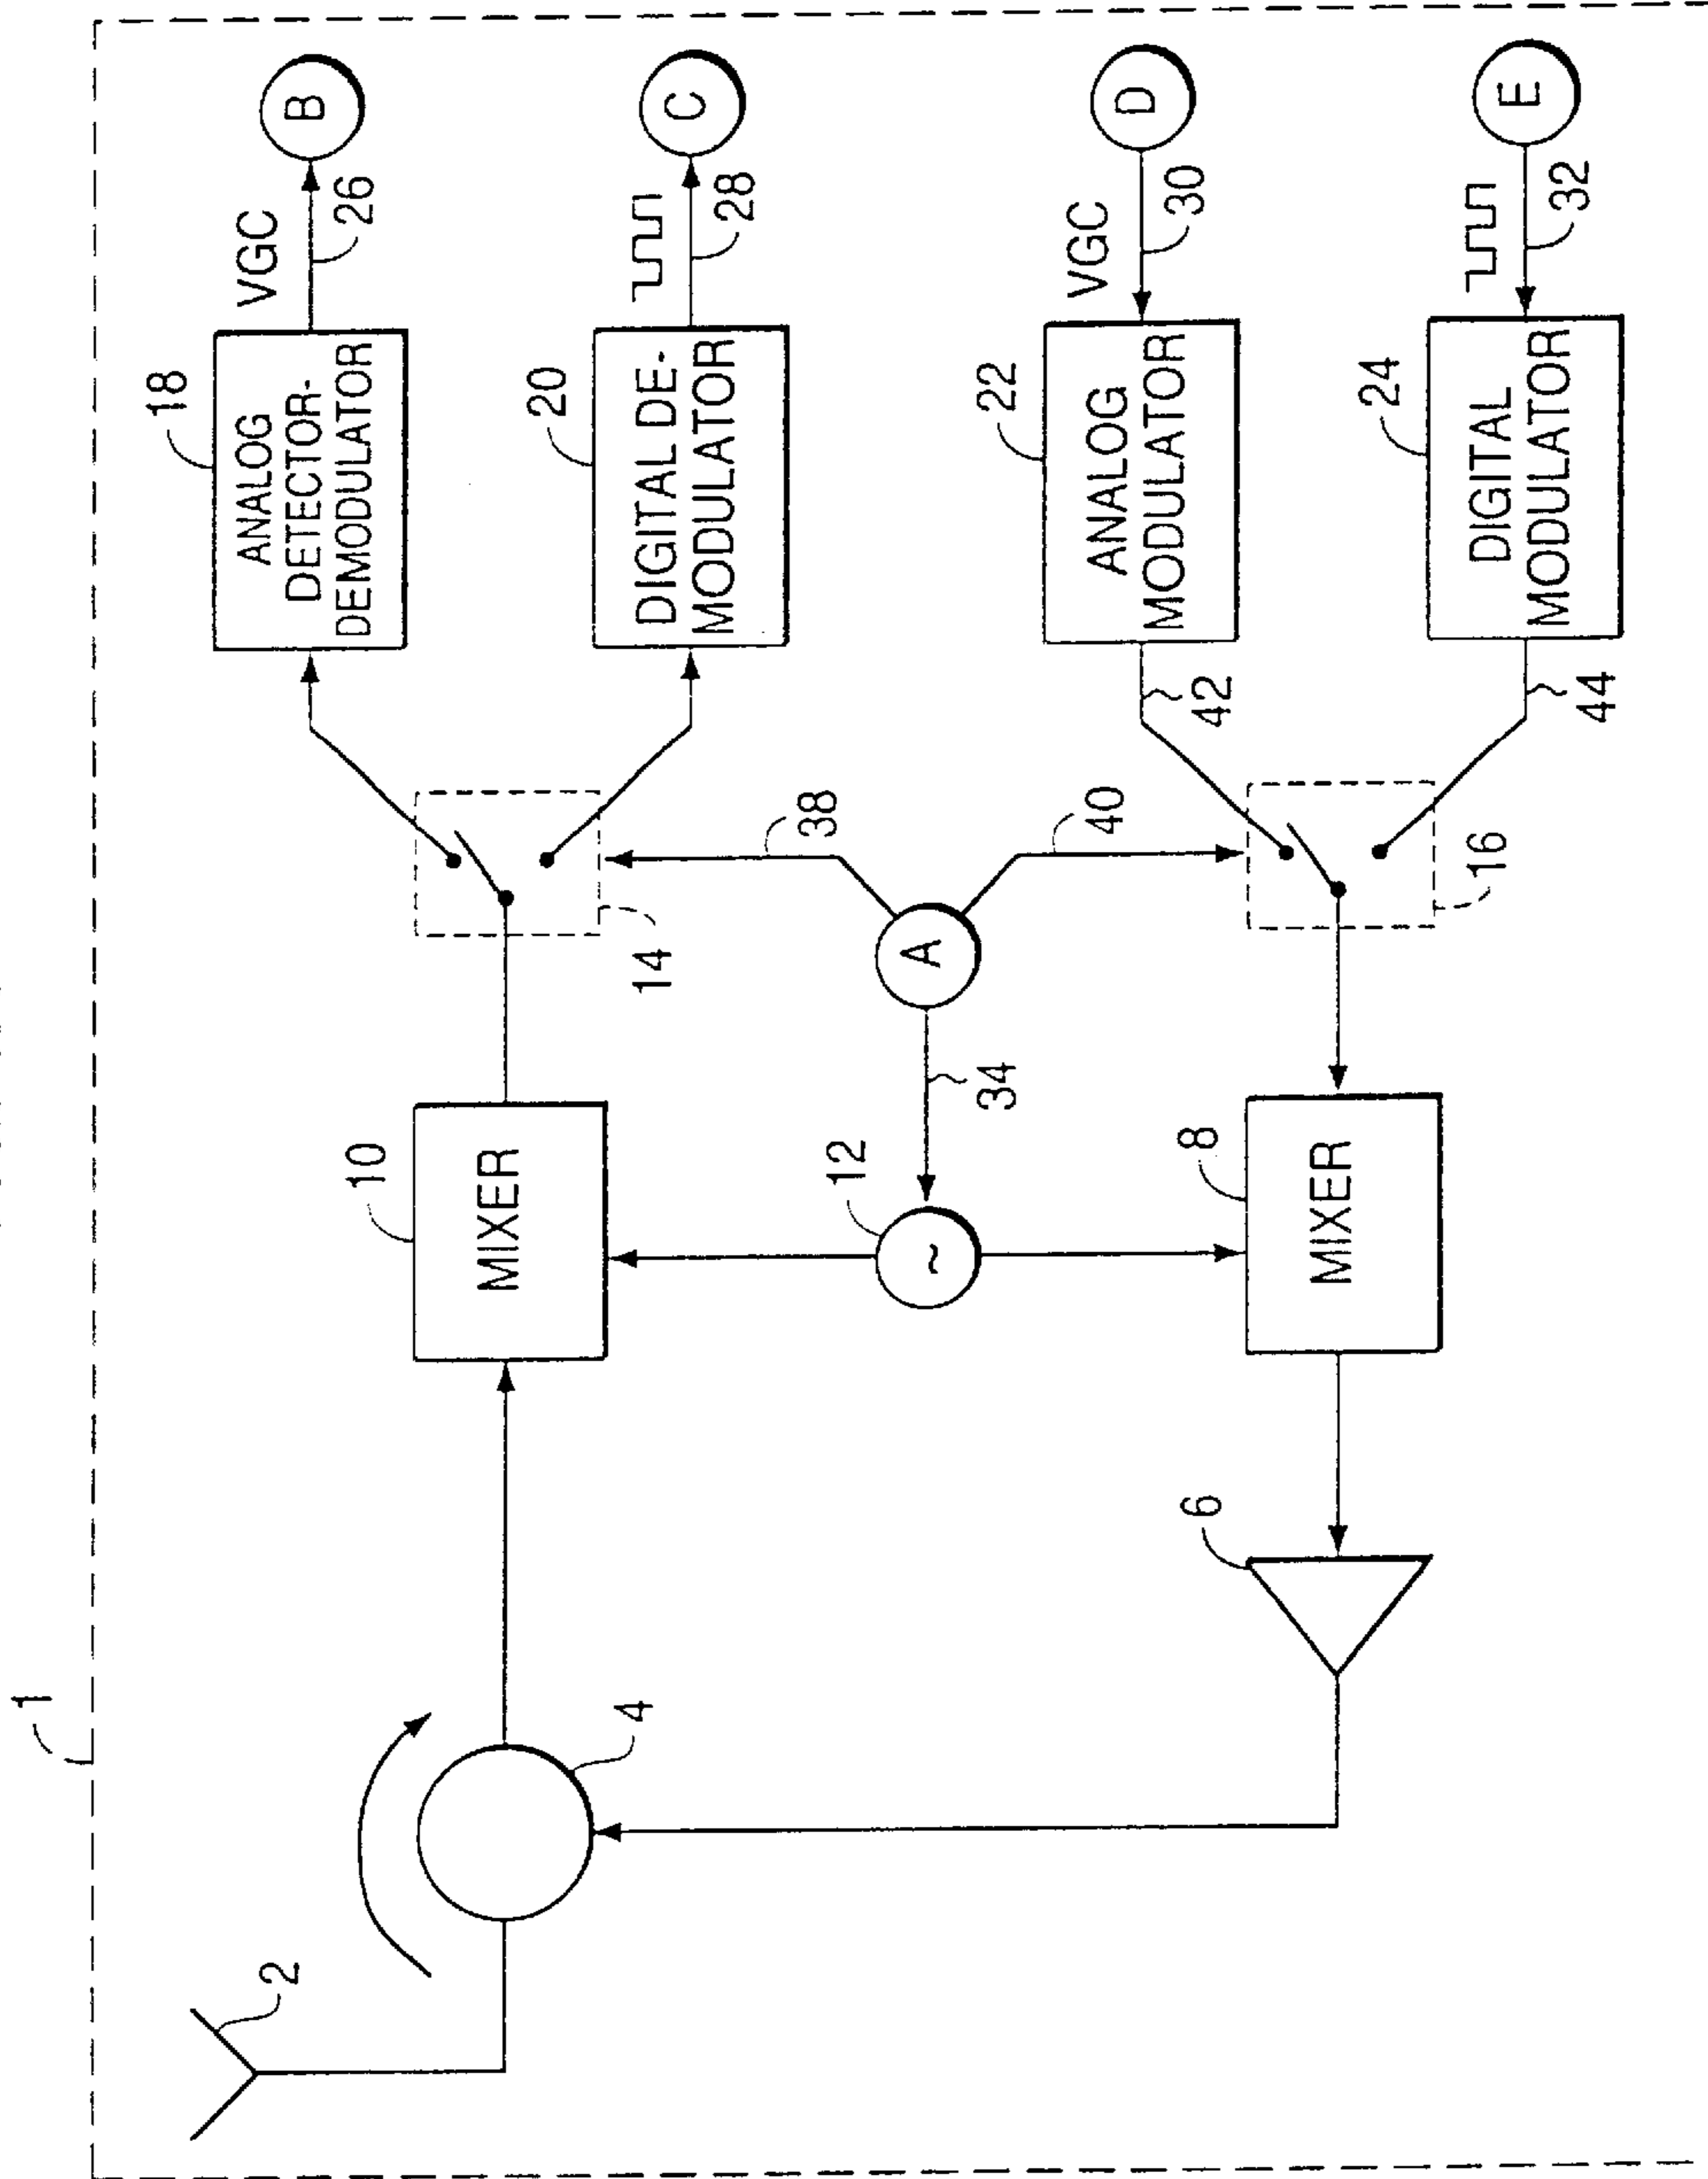 1
2
4
6
MIXER
10
MIXER
8
12
~
34
A
38
40
14
16
ANALOG
DETECTOR-
DEMODULATOR
18
DIGITAL DE-
MODULATOR
20
ANALOG
MODULATOR
22
DIGITAL
MODULATOR
24
42
44
VGC
26
28
VGC
30
32
B
C
D
E